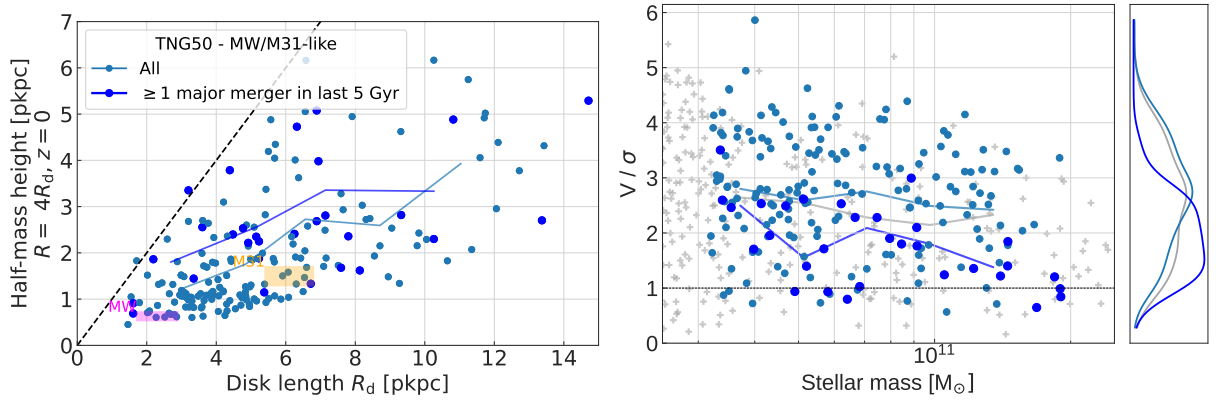 7
6
5
4
3
2
1
0
Half-mass height [pkpc]
R = 4R_d, z = 0
TNG50 - MW/M31-like
All
≥ 1 major merger in last 5 Gyr
M31
MW
0 2 4 6 8 10 12 14
Disk length R_d [pkpc]
6
5
4
3
2
1
0
V / σ
10¹¹
Stellar mass [M_⊙]